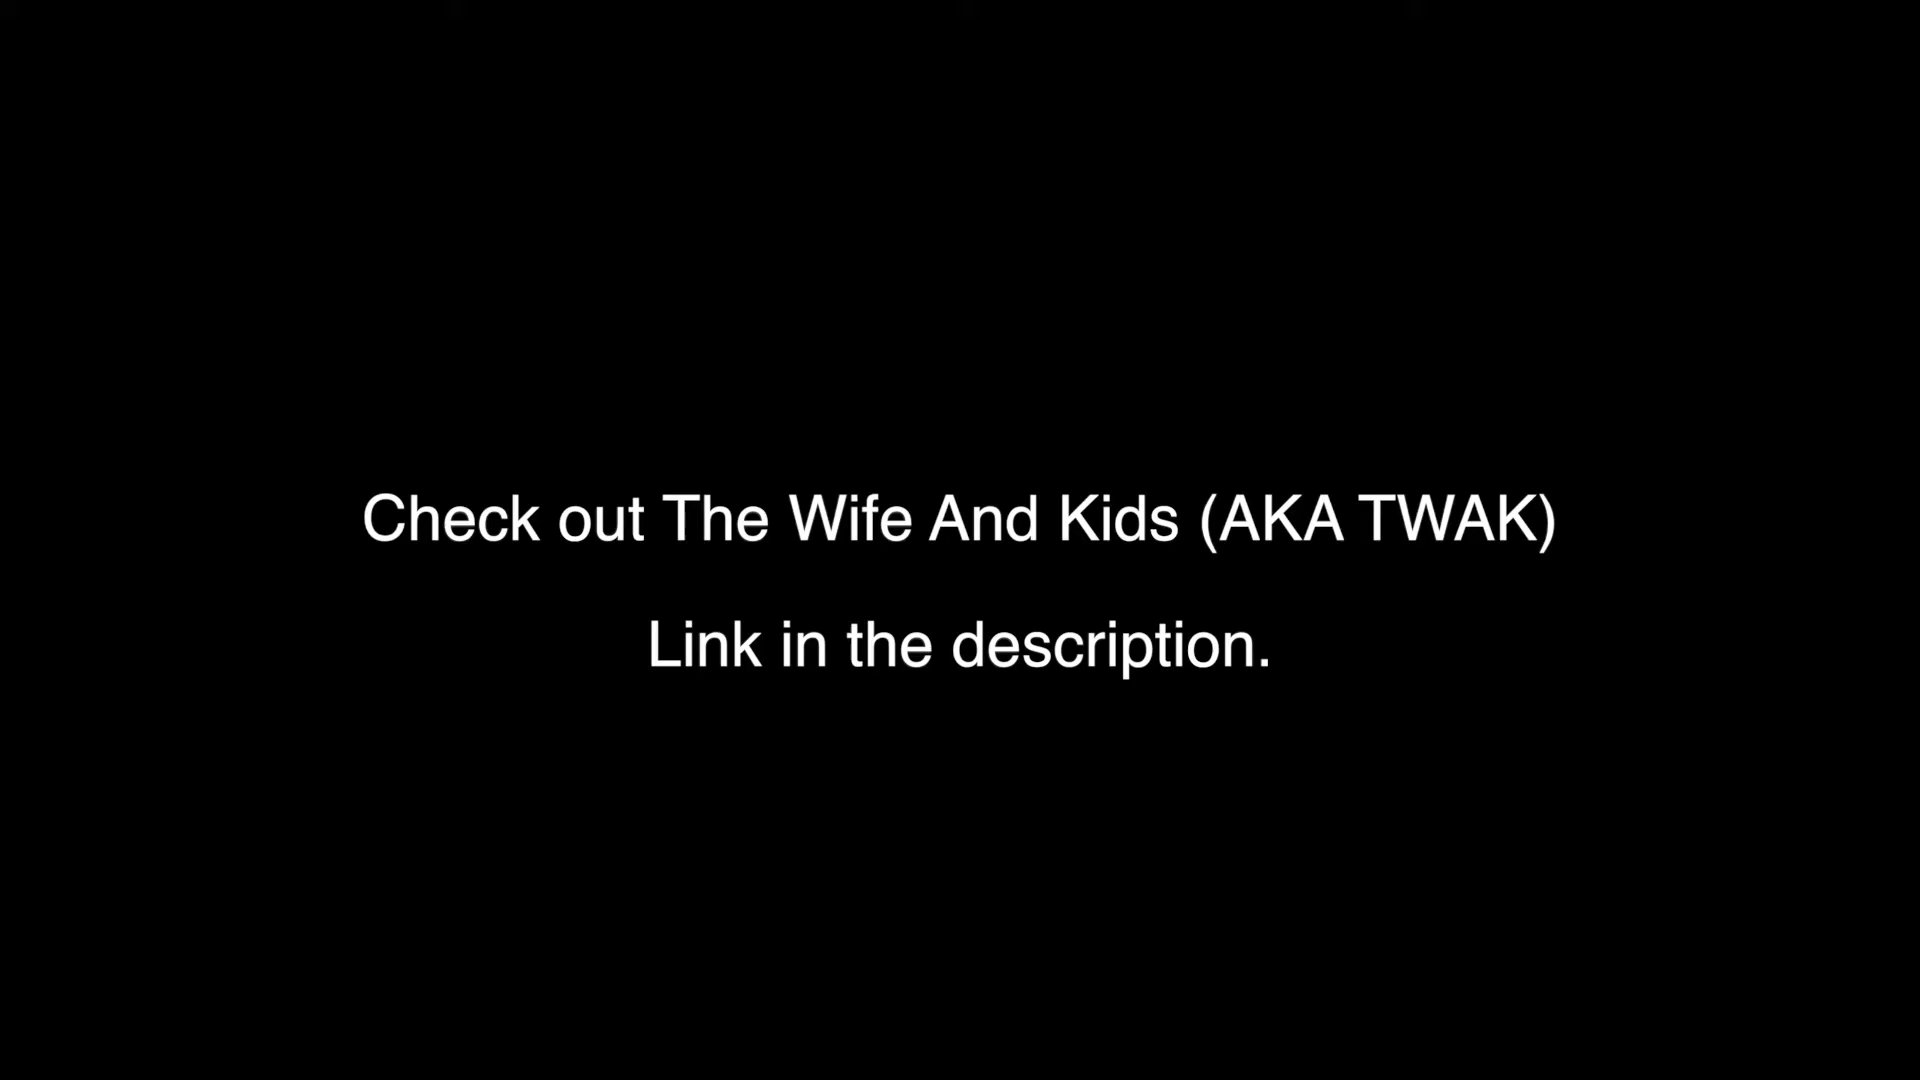 Check out The Wife And Kids (AKA TWAK)
Link in the description.